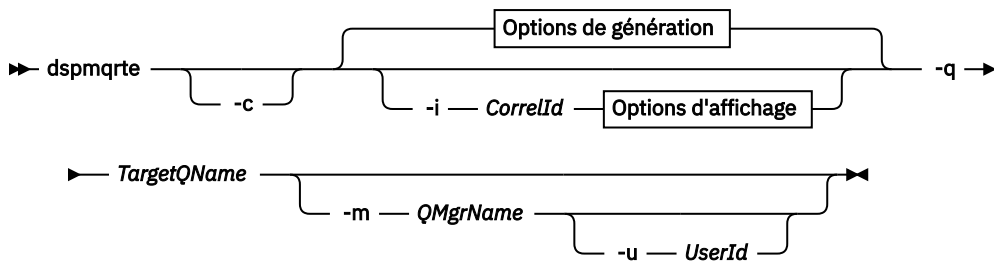 Options de génération
dspmqrte -q
-c
-i CorrelId Options d'affichage
TargetQName
-m QMgrName
-u UserId